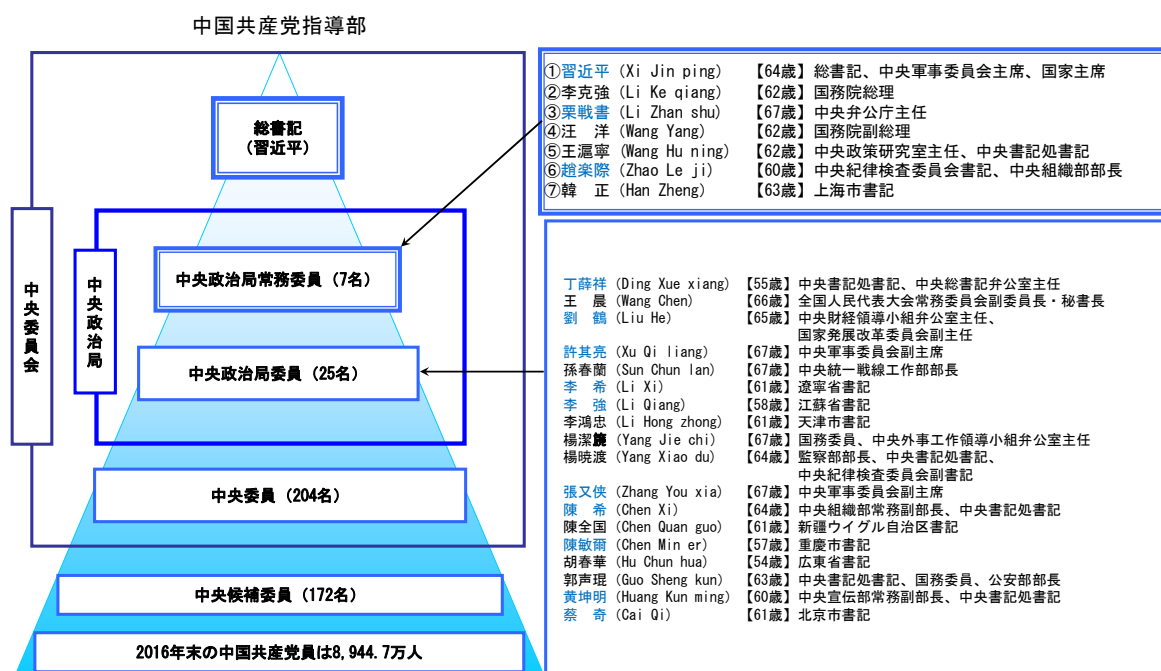 中国共産党指導部
総書記
(習近平)
中央政治局常務委員 (7名)
中央政治局委員 (25名)
中央委員 (204名)
中央候補委員 (172名)
2016年末の中国共産党員は8,944.7万人
中央委員会
中央政治局
①習近平 (Xi Jin ping) 【64歳】総書記、中央軍事委員会主席、国家主席
②李克強 (Li Ke qiang) 【62歳】国務院総理
③栗戦書 (Li Zhan shu) 【67歳】中央弁公庁主任
④汪 洋 (Wang Yang) 【62歳】国務院副総理
⑤王滬寧 (Wang Hu ning) 【62歳】中央政策研究室主任、中央書記処書記
⑥趙楽際 (Zhao Le ji) 【60歳】中央紀律検査委員会書記、中央組織部部長
⑦韓 正 (Han Zheng) 【63歳】上海市書記
丁薛祥 (Ding Xue xiang) 【55歳】中央書記処書記、中央総書記弁公室主任
王 晨 (Wang Chen) 【66歳】全国人民代表大会常務委員会副委員長・秘書長
劉 鶴 (Liu He) 【65歳】中央財経領導小組弁公室主任、
国家発展改革委員会副主任
許其亮 (Xu Qi liang) 【67歳】中央軍事委員会副主席
孫春蘭 (Sun Chun lan) 【67歳】中央統一戦線工作部部長
李 希 (Li Xi) 【61歳】遼寧省書記
李 強 (Li Qiang) 【58歳】江蘇省書記
李鴻忠 (Li Hong zhong) 【61歳】天津市書記
楊潔篪 (Yang Jie chi) 【67歳】国務委員、中央外事工作領導小組弁公室主任
楊暁渡 (Yang Xiao du) 【64歳】監察部部長、中央書記処書記、
中央紀律検査委員会副書記
張又侠 (Zhang You xia) 【67歳】中央軍事委員会副主席
陳 希 (Chen Xi) 【64歳】中央組織部常務副部長、中央書記処書記
陳全国 (Chen Quan guo) 【61歳】新疆ウイグル自治区書記
陳敏爾 (Chen Min er) 【57歳】重慶市書記
胡春華 (Hu Chun hua) 【54歳】広東省書記
郭声琨 (Guo Sheng kun) 【63歳】中央書記処書記、国務委員、公安部部長
黄坤明 (Huang Kun ming) 【60歳】中央宣伝部常務副部長、中央書記処書記
蔡 奇 (Cai Qi) 【61歳】北京市書記